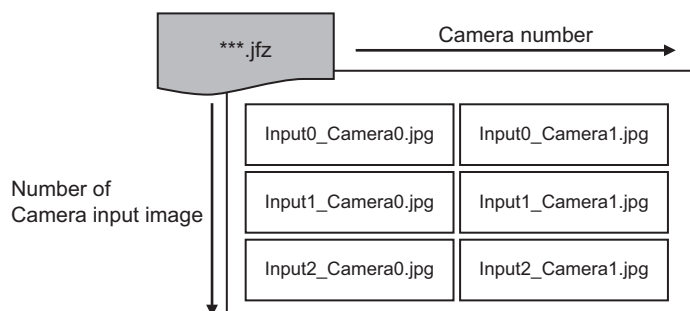 ***.jfz
Camera number
Input0_Camera0.jpg
Input0_Camera1.jpg
Number of
Camera input image
Input1_Camera0.jpg
Input1_Camera1.jpg
Input2_Camera0.jpg
Input2_Camera1.jpg